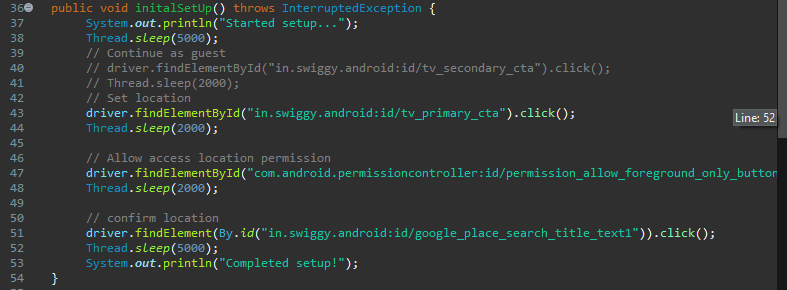 36 public void initalSetUp() throws InterruptedException {
37 System.out.println("Started setup...");
38 Thread.sleep(5000);
39 // Continue as guest
40 // driver.findElementById("in.swiggy.android:id/tv_secondary_cta").click();
41 // Thread.sleep(2000);
42 // Set location
43 driver.findElementById("in.swiggy.android:id/tv_primary_cta").click();
44 Thread.sleep(2000);
45
46 // Allow access location permission
47 driver.findElementById("com.android.permissioncontroller:id/permission_allow_foreground_only_button
48 Thread.sleep(2000);
49
50 // confirm location
51 driver.findElement(By.id("in.swiggy.android:id/google_place_search_title_text1")).click();
52 Thread.sleep(5000);
53 System.out.println("Completed setup!");
54 }
Line: 52